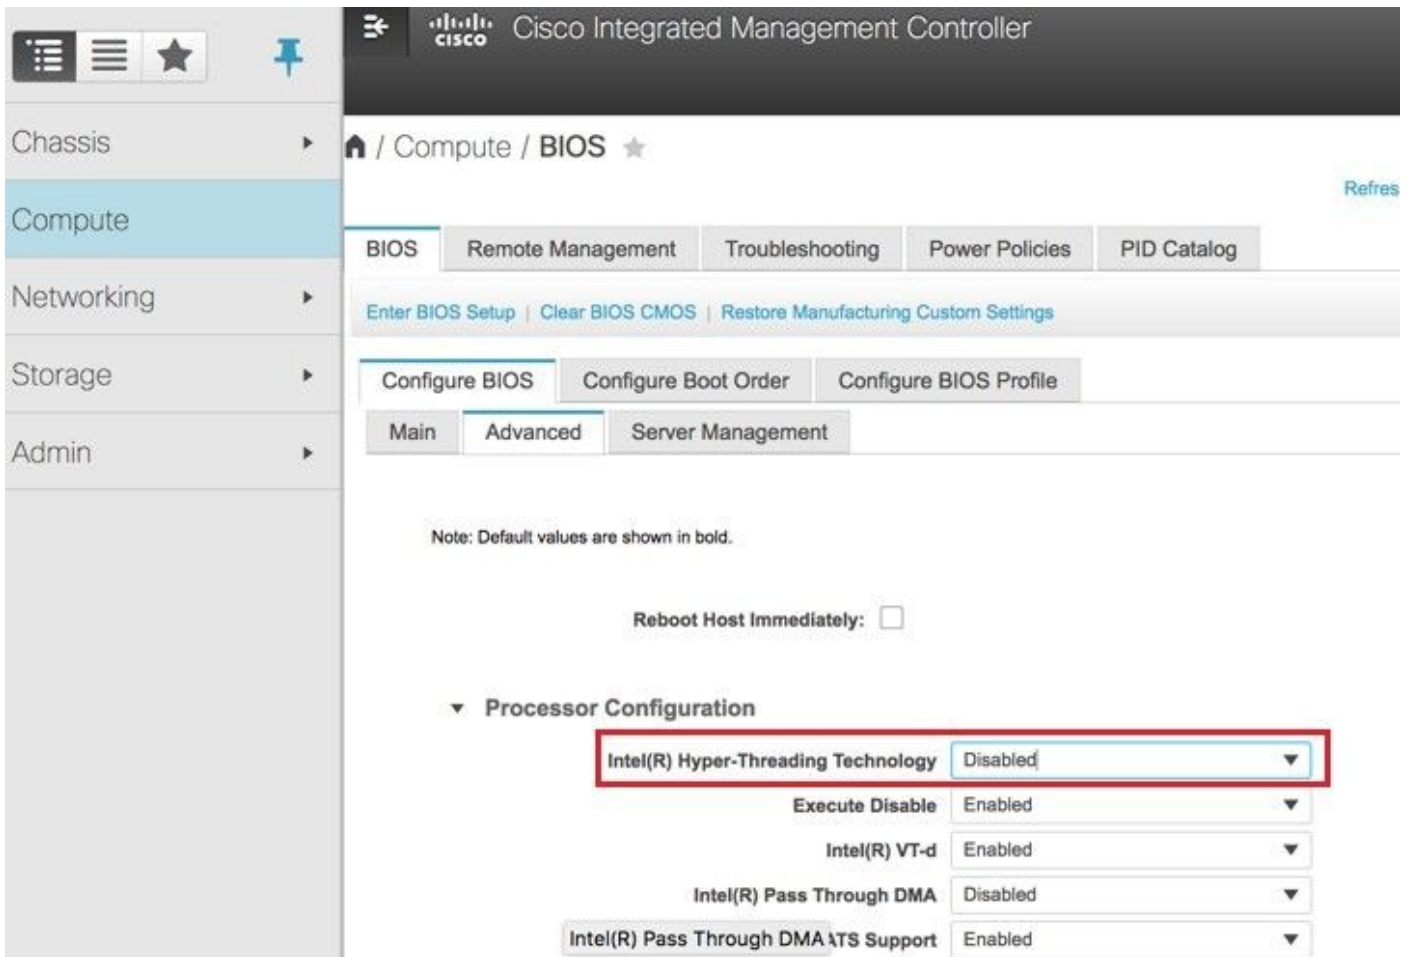 CISCO Cisco Integrated Management Controller
Chassis
Compute
Networking
Storage
Admin
/ Compute / BIOS
Refres
BIOS Remote Management Troubleshooting Power Policies PID Catalog
Enter BIOS Setup | Clear BIOS CMOS | Restore Manufacturing Custom Settings
Configure BIOS Configure Boot Order Configure BIOS Profile
Main Advanced Server Management
Note: Default values are shown in bold.
Reboot Host Immediately:
Processor Configuration
Intel(R) Hyper-Threading Technology Disabled
Execute Disable Enabled
Intel(R) VT-d Enabled
Intel(R) Pass Through DMA Disabled
Intel(R) Pass Through DMA ATS Support Enabled